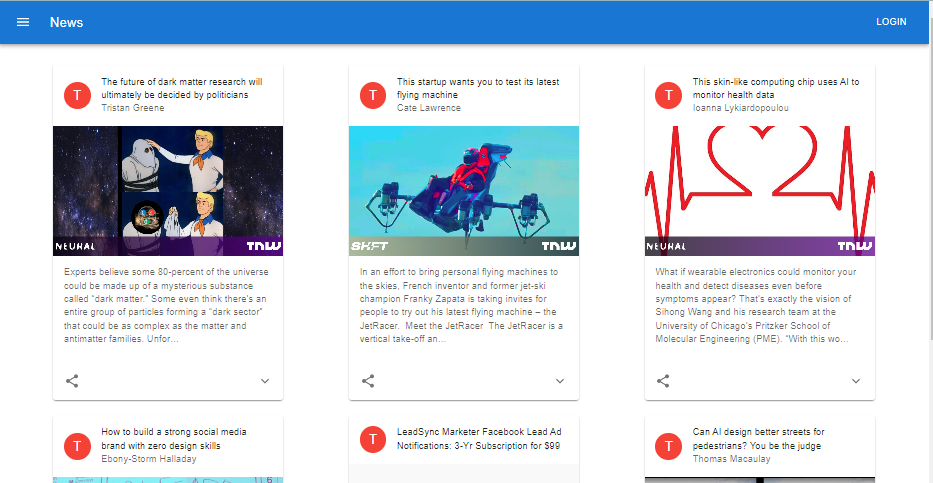 News
LOGIN
T
The future of dark matter research will
ultimately be decided by politicians
Tristan Greene
NEURAL
TNW
Experts believe some 80-percent of the universe
could be made up of a mysterious substance
called “dark matter.” Some even think there's an
entire group of particles forming a “dark sector”
that could be as complex as the matter and
antimatter families. Unfor...
T
This startup wants you to test its latest
flying machine
Cate Lawrence
SHIFT
TNW
In an effort to bring personal flying machines to
the skies, French inventor and former jet-ski
champion Franky Zapata is taking invites for
people to try out his latest flying machine – the
JetRacer.  Meet the JetRacer  The JetRacer is a
vertical take-off an...
T
This skin-like computing chip uses AI to
monitor health data
Ioanna Lykiardopoulou
NEURAL
TNW
What if wearable electronics could monitor your
health and detect diseases even before
symptoms appear? That's exactly the vision of
Sihong Wang and his research team at the
University of Chicago's Pritzker School of
Molecular Engineering (PME). “With this wo...
T
How to build a strong social media
brand with zero design skills
Ebony-Storm Halladay
T
LeadSync Marketer Facebook Lead Ad
Notifications: 3-Yr Subscription for $99
T
Can AI design better streets for
pedestrians? You be the judge
Thomas Macaulay